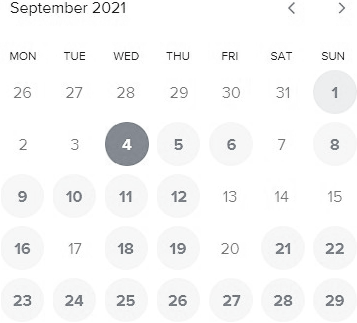 September 2021 < >
MON TUE WED THU FRI SAT SUN
26 27 28 29 30 31 1
2 3 4 5 6 7 8
9 10 11 12 13 14 15
16 17 18 19 20 21 22
23 24 25 26 27 28 29